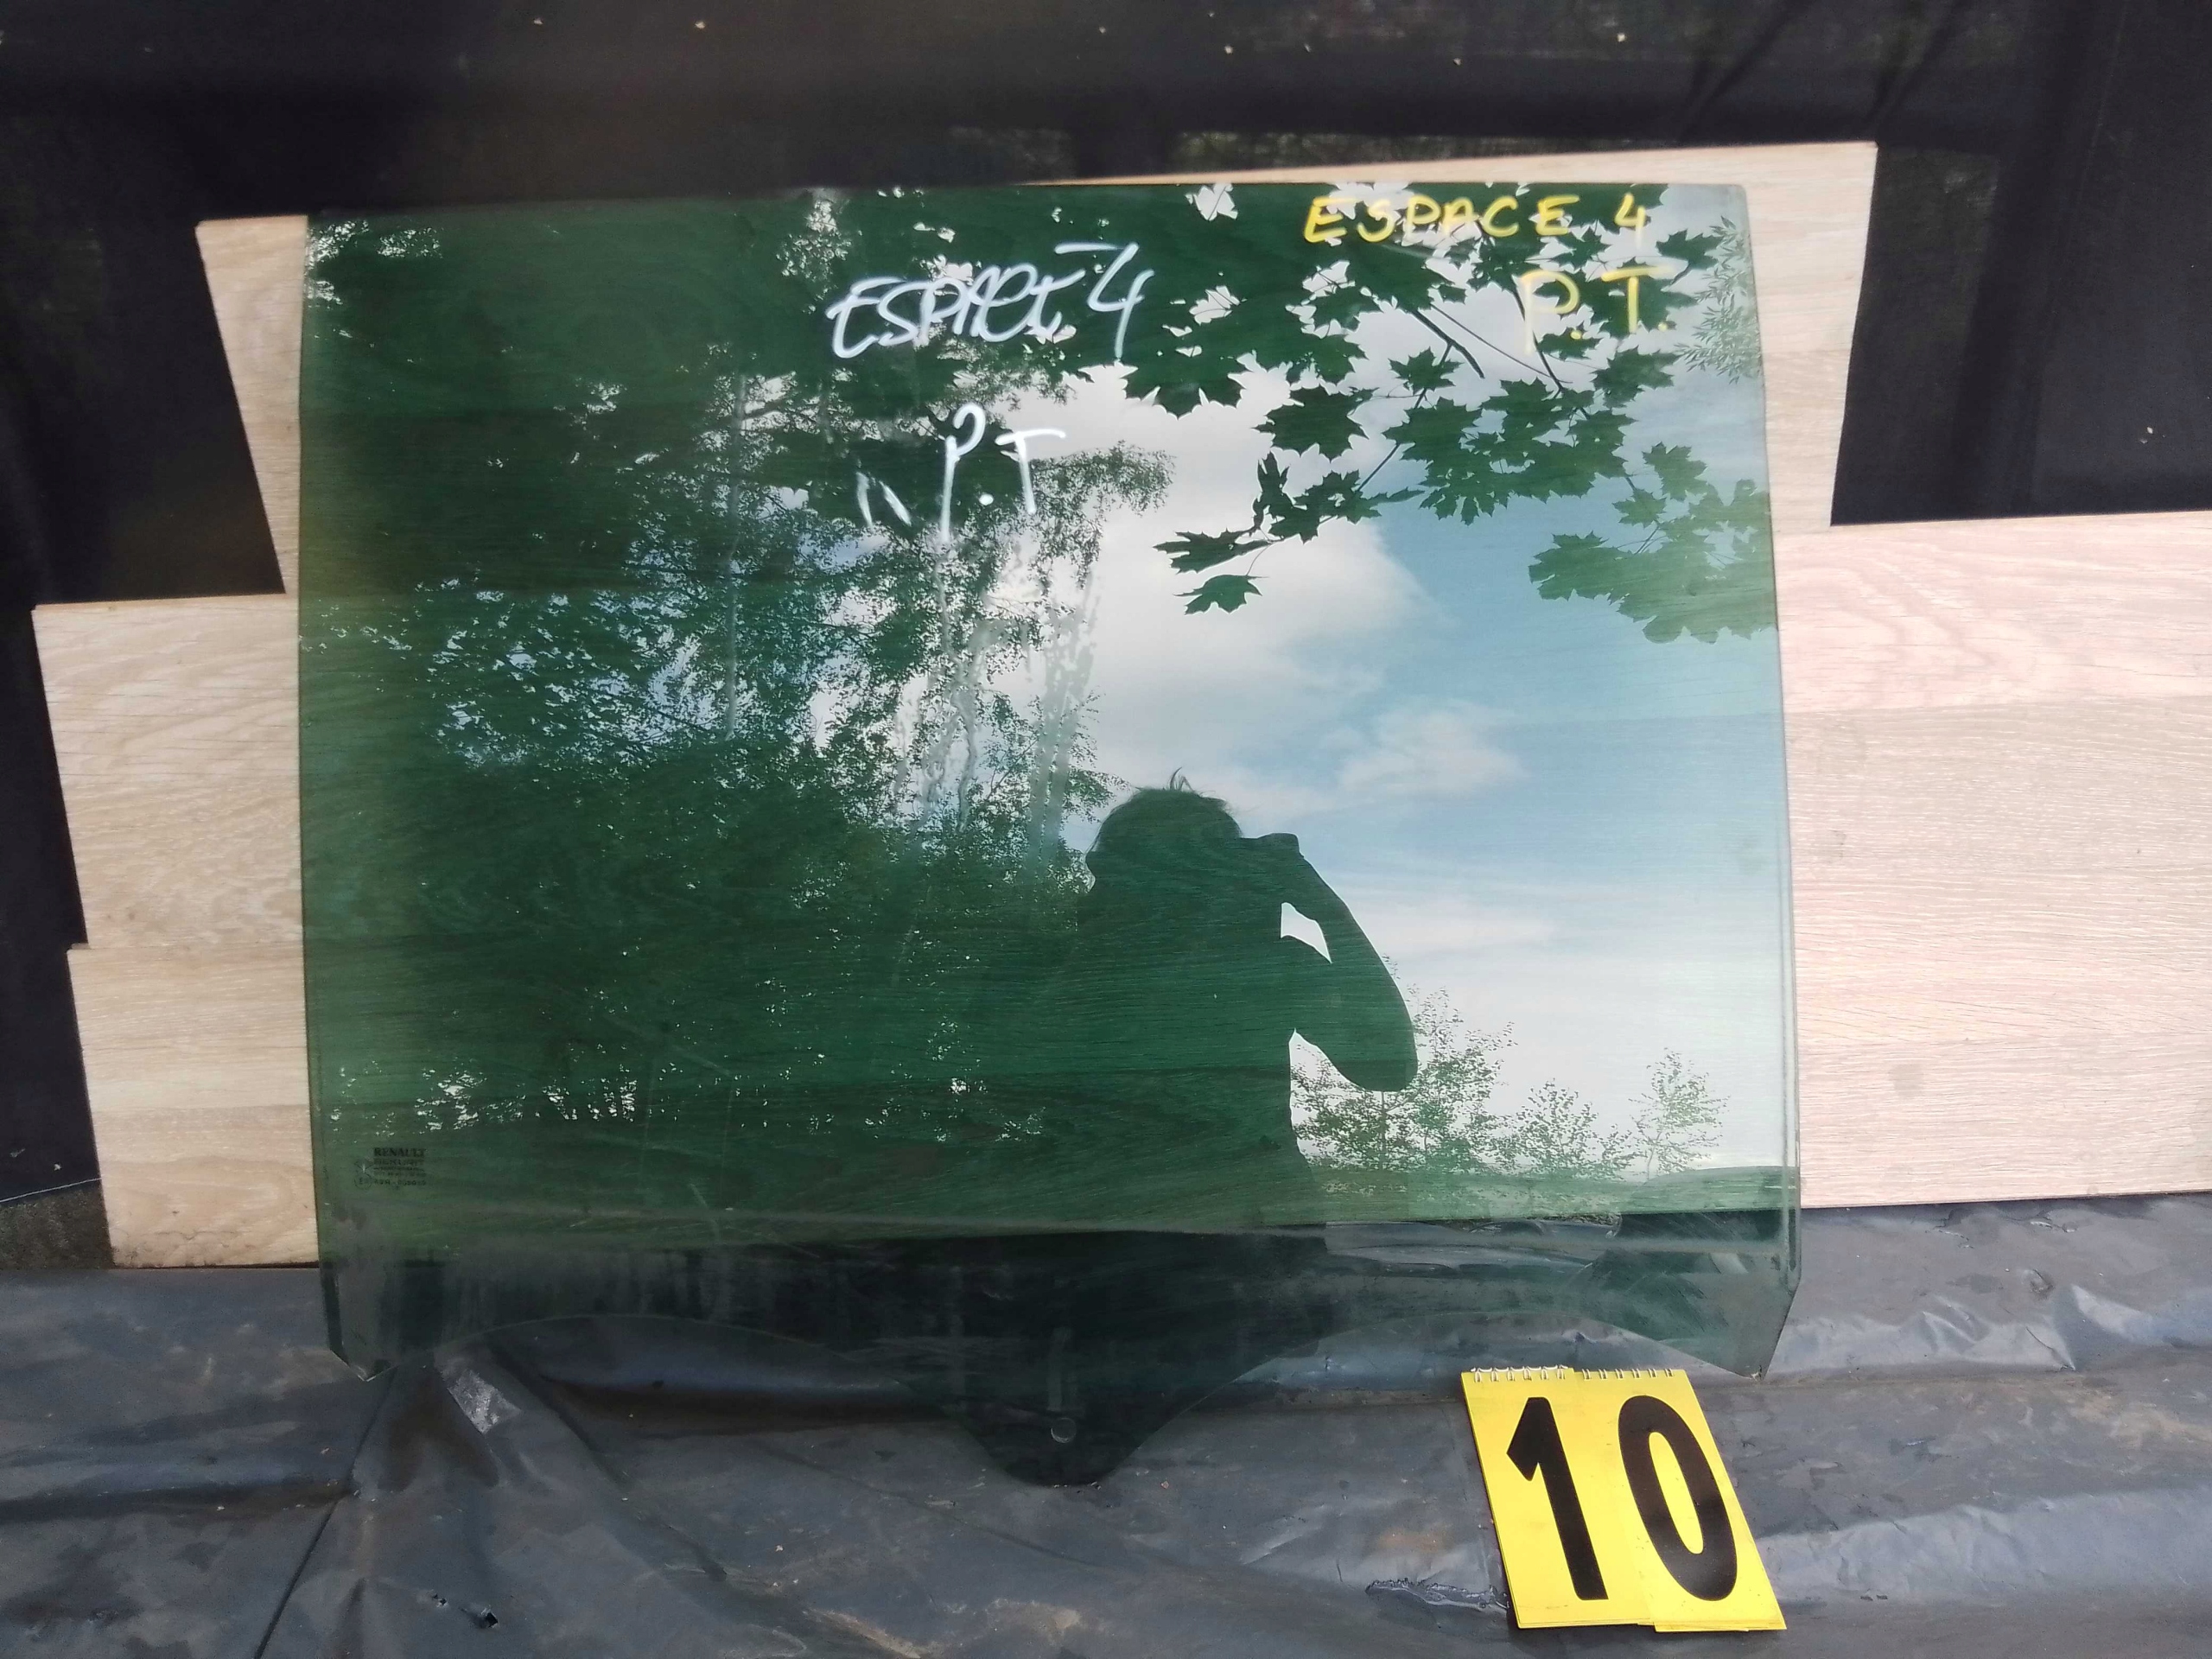 ESPACE 4
P.T.
ESPACE 4
P.T
RENAULT
10